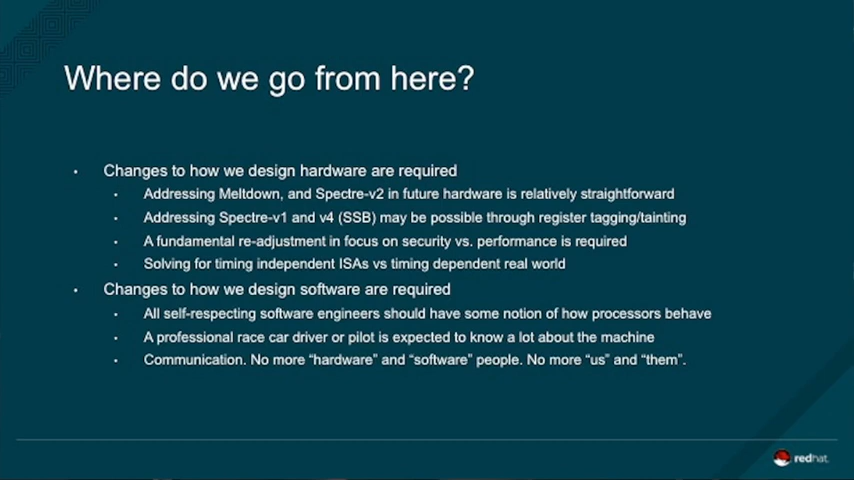 Where do we go from here?
Changes to how we design hardware are required
Addressing Meltdown, and Spectre-v2 in future hardware is relatively straightforward
Addressing Spectre-v1 and v4 (SSB) may be possible through register tagging/tainting
A fundamental re-adjustment in focus on security vs. performance is required
Solving for timing independent ISAs vs timing dependent real world
Changes to how we design software are required
All self-respecting software engineers should have some notion of how processors behave
A professional race car driver or pilot is expected to know a lot about the machine
Communication. No more “hardware” and “software” people. No more “us” and “them”.
redhat.